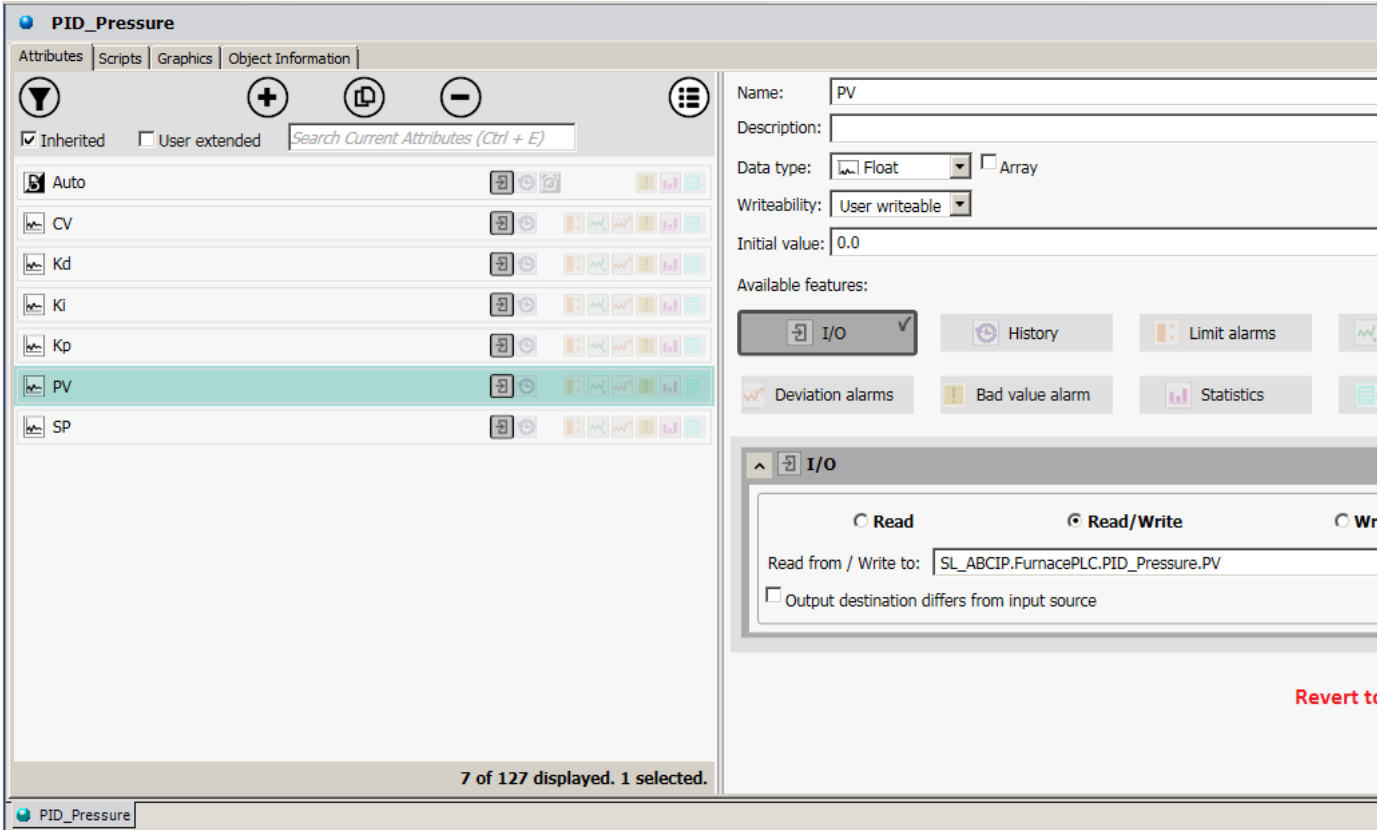 PID_Pressure
Attributes Scripts Graphics Object Information
Inherited User extended Search Current Attributes (Ctrl + E)
Auto
CV
Kd
Ki
Kp
PV
SP
7 of 127 displayed. 1 selected.
Name: PV
Description:
Data type: Float Array
Writeability: User writeable
Initial value: 0.0
Available features:
I/O History Limit alarms
Deviation alarms Bad value alarm Statistics
I/O
Read Read/Write Wr
Read from / Write to: SL_ABCIP.FurnacePLC.PID_Pressure.PV
Output destination differs from input source
Revert to
PID_Pressure